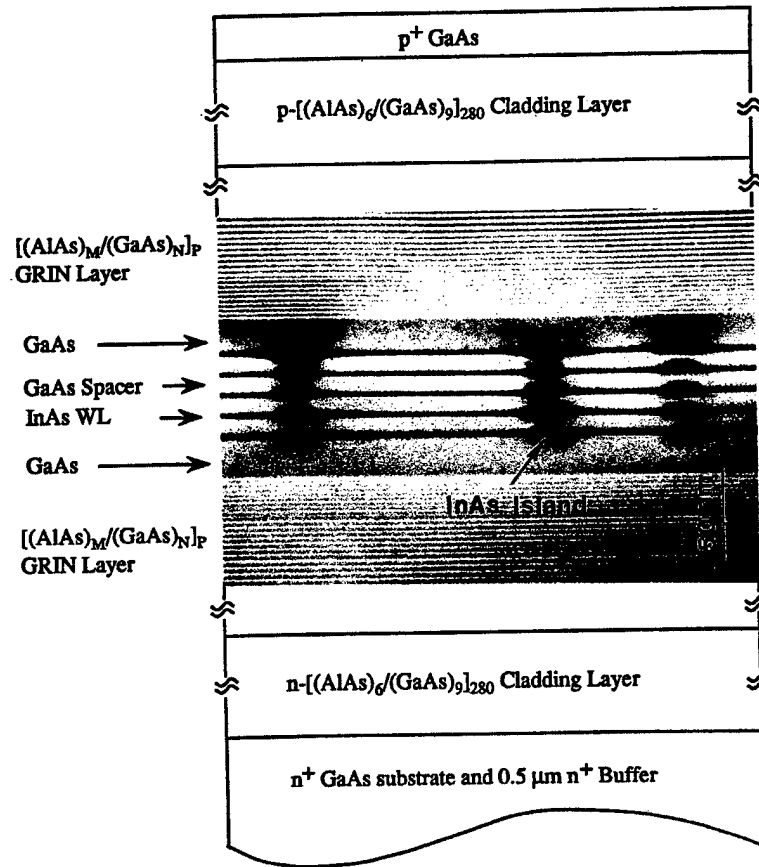 p+ GaAs
p-[(AlAs)6/(GaAs)9]280 Cladding Layer
[(AlAs)M/(GaAs)N]P
GRIN Layer
GaAs
GaAs Spacer
InAs WL
GaAs
InAs Island
[(AlAs)M/(GaAs)N]P
GRIN Layer
n-[(AlAs)6/(GaAs)9]280 Cladding Layer
n+ GaAs substrate and 0.5 μm n+ Buffer